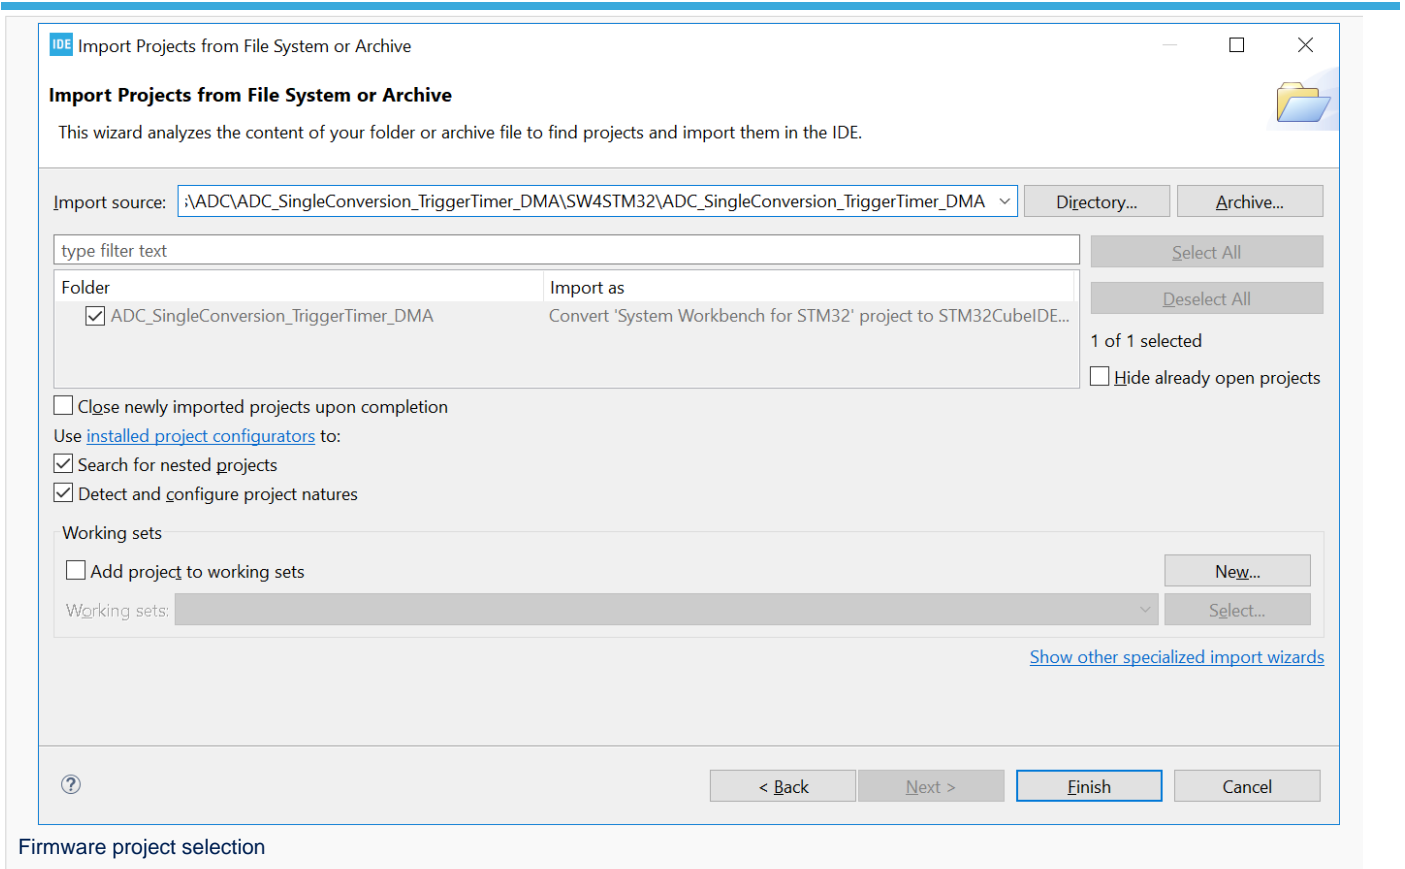 IDE Import Projects from File System or Archive
Import Projects from File System or Archive
This wizard analyzes the content of your folder or archive file to find projects and import them in the IDE.
Import source: ;\ADC\ADC_SingleConversion_TriggerTimer_DMA\SW4STM32\ADC_SingleConversion_TriggerTimer_DMA Directory... Archive...
type filter text Select All
Folder Import as
Deselect All
ADC_SingleConversion_TriggerTimer_DMA Convert 'System Workbench for STM32' project to STM32CubeIDE...
1 of 1 selected
Hide already open projects
Close newly imported projects upon completion
Use installed project configurators to:
Search for nested projects
Detect and configure project natures
Working sets
Add project to working sets New...
Working sets: Select...
Show other specialized import wizards
? < Back Next > Finish Cancel
Firmware project selection